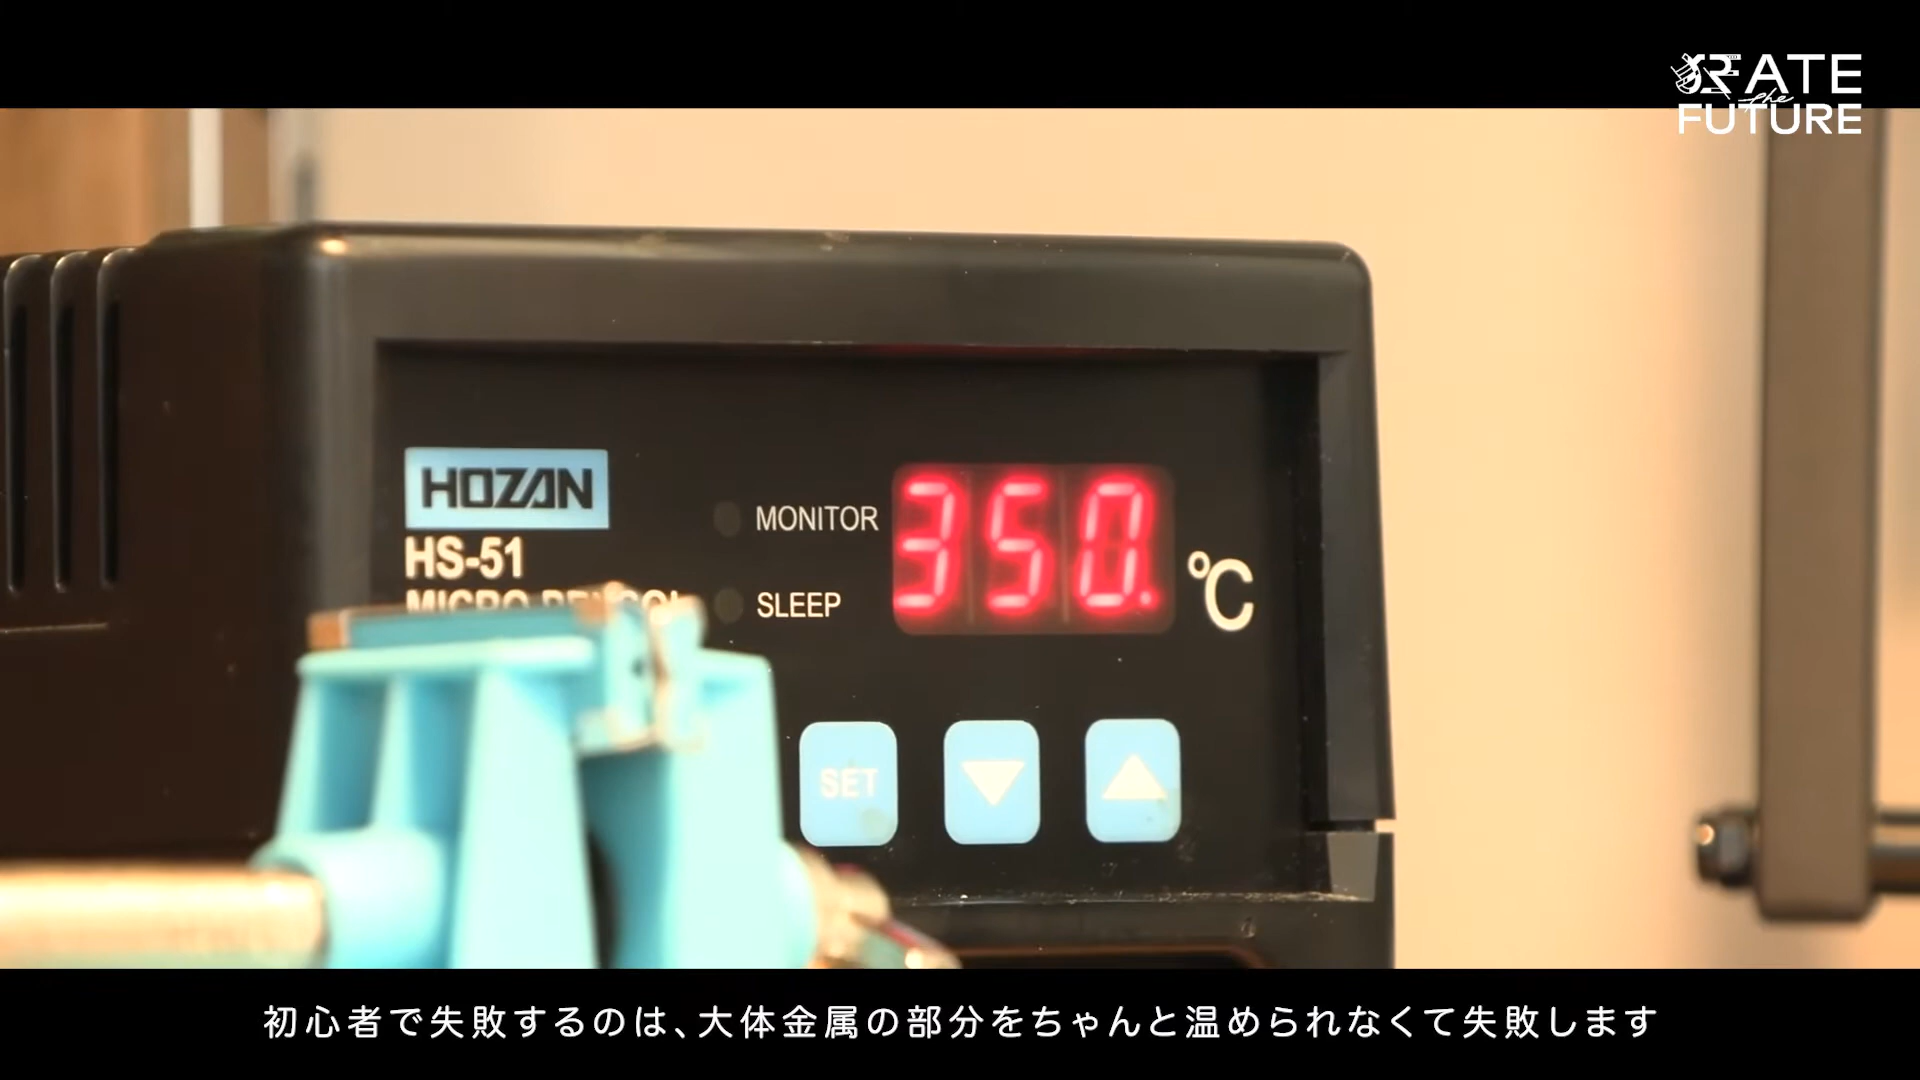 CREATE
the
FUTURE
HOZAN
HS-51
MICRO
MONITOR
350.
°C
SLEEP
SET
初心者で失敗するのは、大体金属の部分をちゃんと温められなくて失敗します